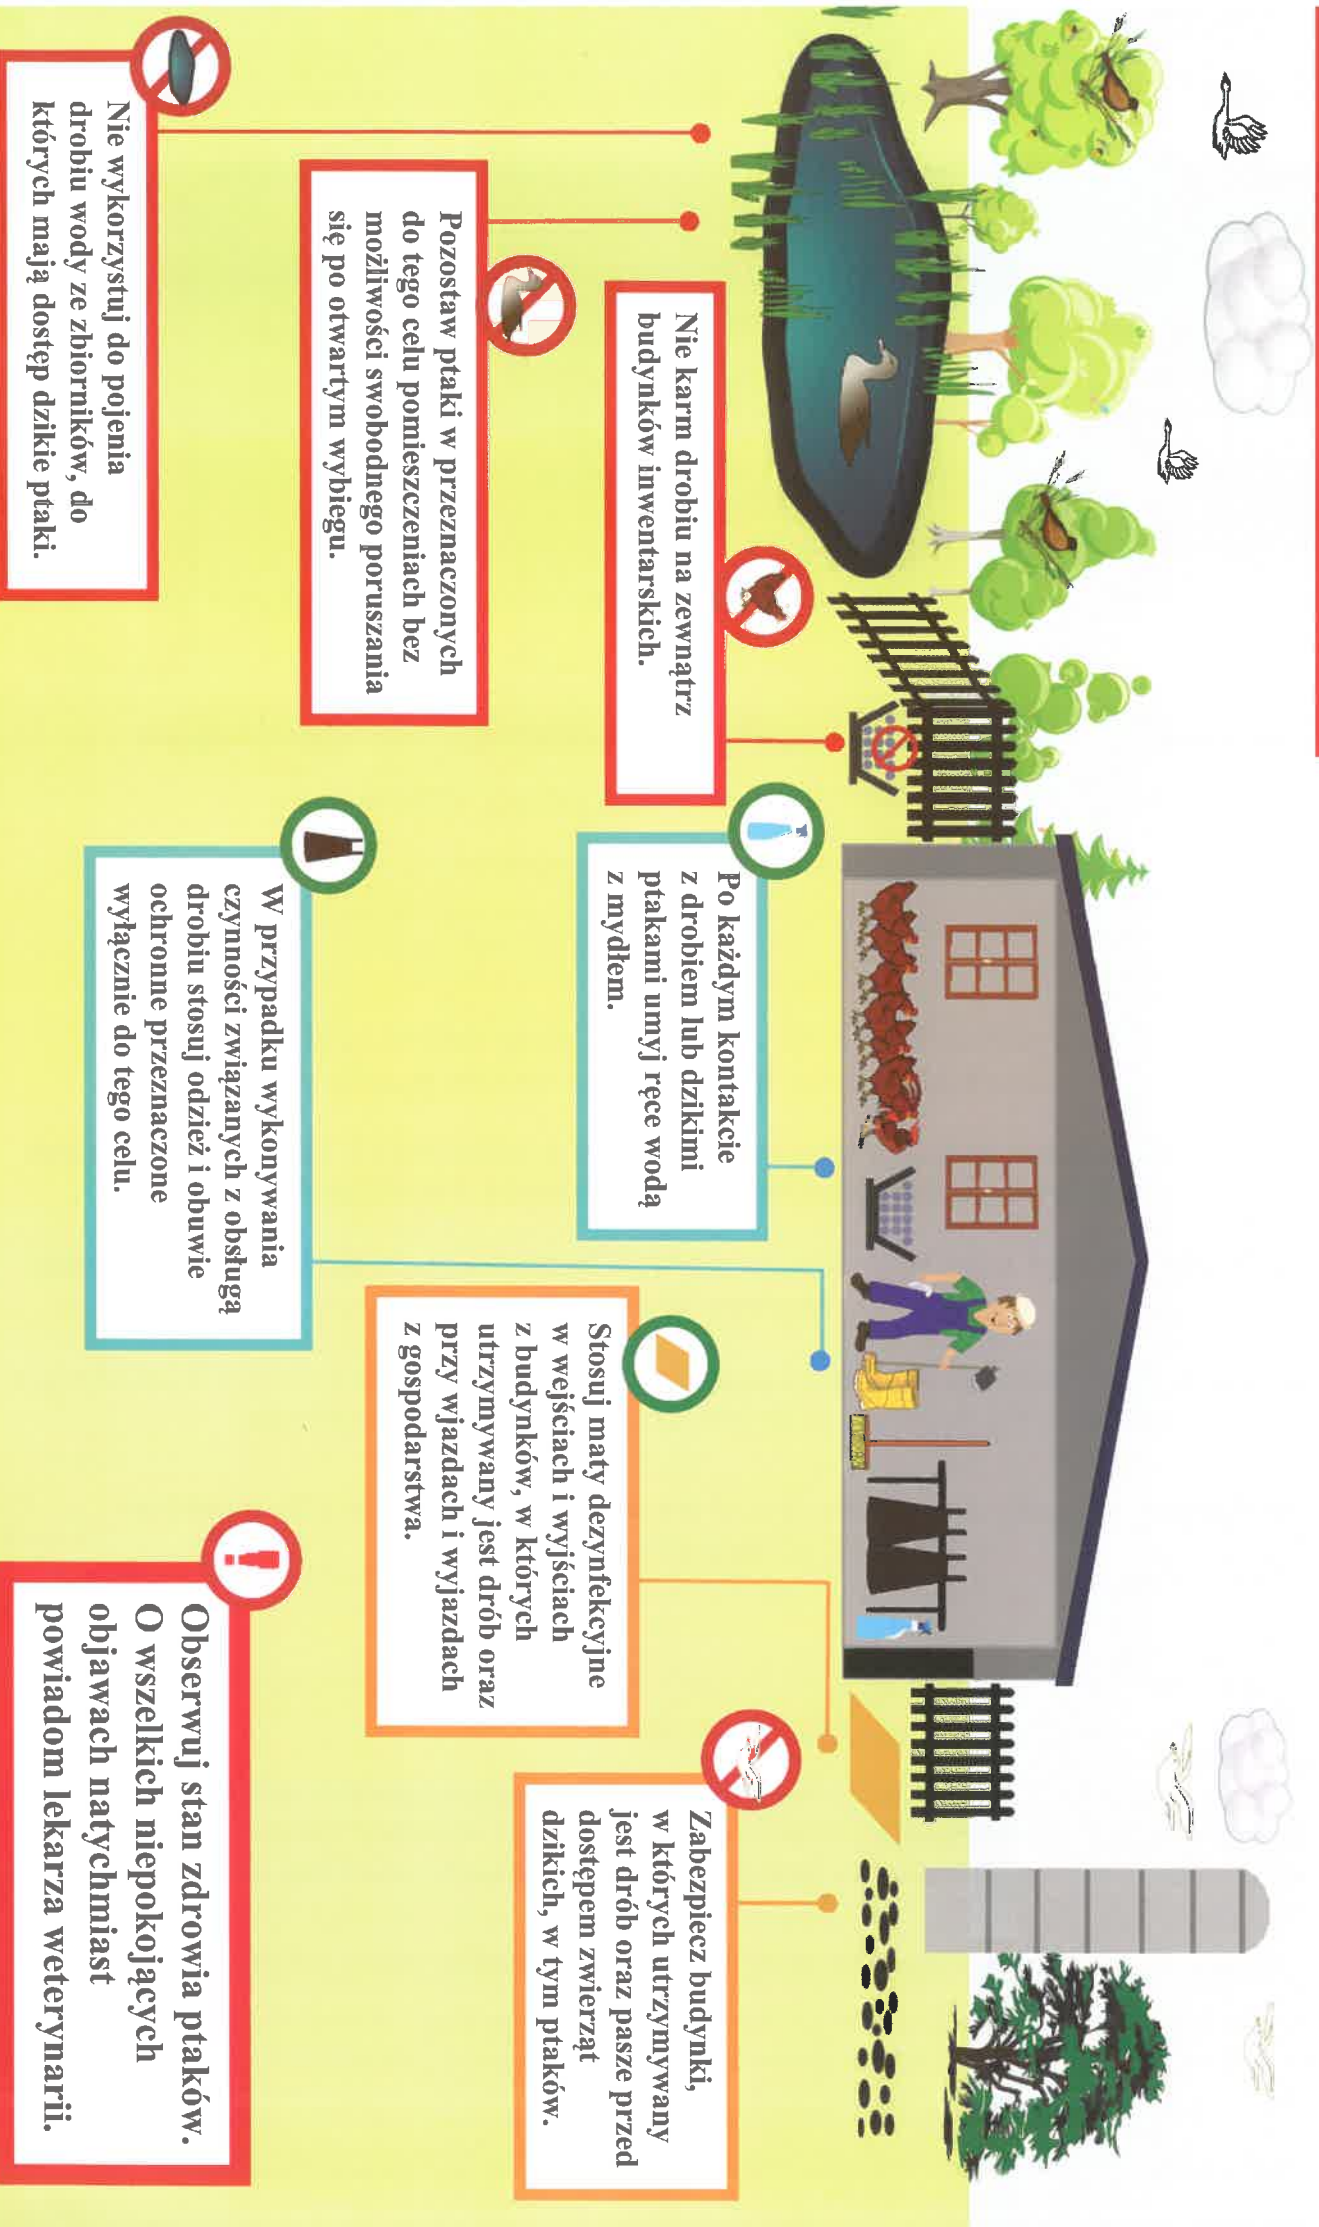 Nie karm drobiu na zewnątrz
budynków inwentarskich.
Pozostaw ptaki w przeznaczonych
do tego celu pomieszczeniach bez
możliwości swobodnego poruszania
się po otwartym wybiegu.
Nie wykorzystuj do pojenia
drobiu wody ze zbiorników, do
których mają dostęp dzikie ptaki.
Po każdym kontakcie
z drobiem lub dzikimi
ptakami umyj ręce wodą
z mydłem.
W przypadku wykonywania
czynności związanych z obsługą
drobiu stosuj odzież i obuwie
ochronne przeznaczone
wyłącznie do tego celu.
Stosuj maty dezynfekcyjne
w wejściach i wyjściach
z budynków, w których
utrzymywany jest drób oraz
przy wjazdach i wyjazdach
z gospodarstwa.
Zabezpiecz budynki,
w których utrzymywany
jest drób oraz pasze przed
dostępem zwierząt
dzikich, w tym ptaków.
Obserwuj stan zdrowia ptaków.
O wszelkich niepokojących
objawach natychmiast
powiadom lekarza weterynarii.